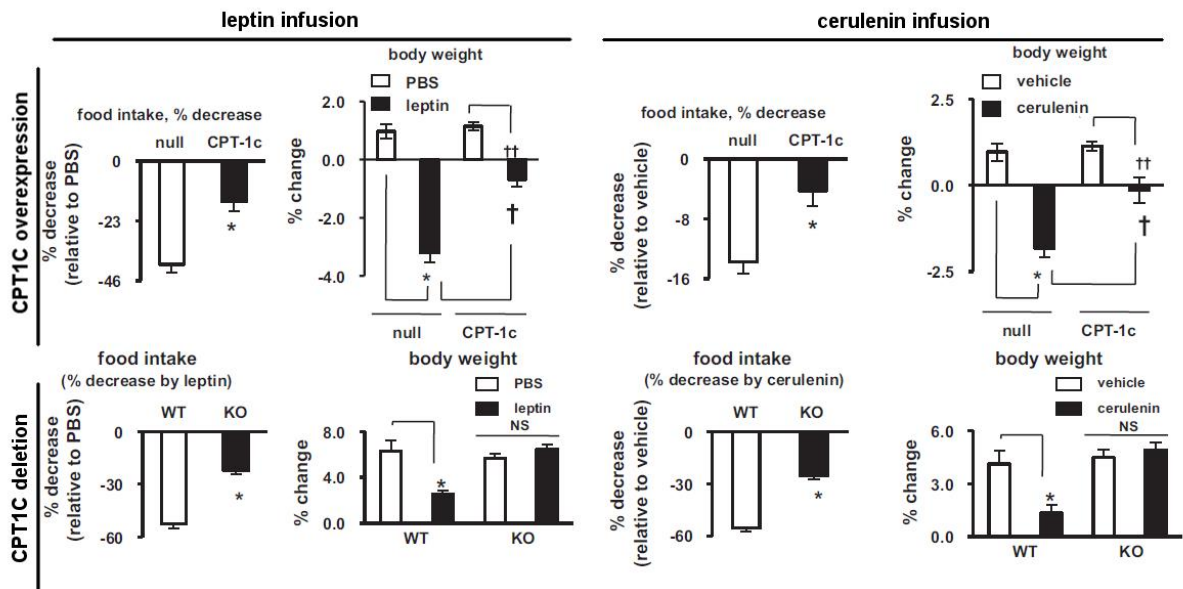 leptin infusion
cerulenin infusion
CPT1C overexpression
food intake, % decrease
null CPT-1c
% decrease
(relative to PBS)
0
-23
-46
*
body weight
PBS
leptin
% change
2.0
0.0
-2.0
-4.0
*
††
†
null CPT-1c
food intake, % decrease
null CPT-1c
% decrease
(relative to vehicle)
0
-8
-16
*
body weight
vehicle
cerulenin
% change
2.5
0.0
-2.5
*
††
†
null CPT-1c
CPT1C deletion
food intake
(% decrease by leptin)
WT KO
% decrease
(relative to PBS)
0
-30
-60
*
body weight
PBS
leptin
NS
% change
8.0
4.0
0.0
*
WT KO
food intake
(% decrease by cerulenin)
WT KO
% decrease
(relative to vehicle)
0
-30
-60
*
body weight
vehicle
cerulenin
NS
% change
6.0
3.0
0.0
*
WT KO